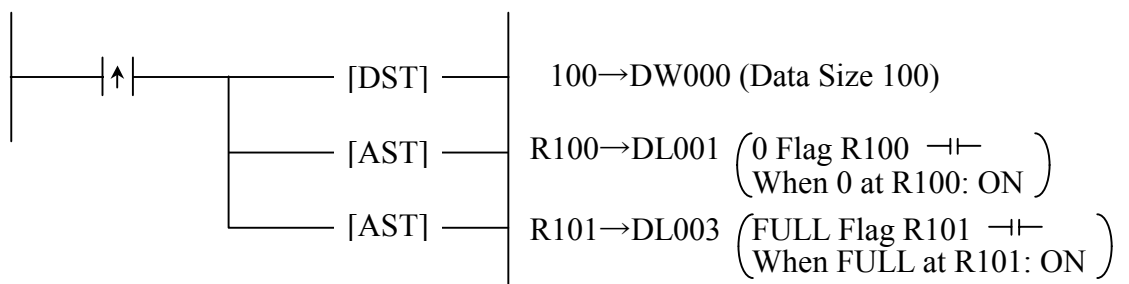 [DST] 100→DW000 (Data Size 100)
[AST] R100→DL001 (0 Flag R100 ⊣⊢
When 0 at R100: ON)
[AST] R101→DL003 (FULL Flag R101 ⊣⊢
When FULL at R101: ON)